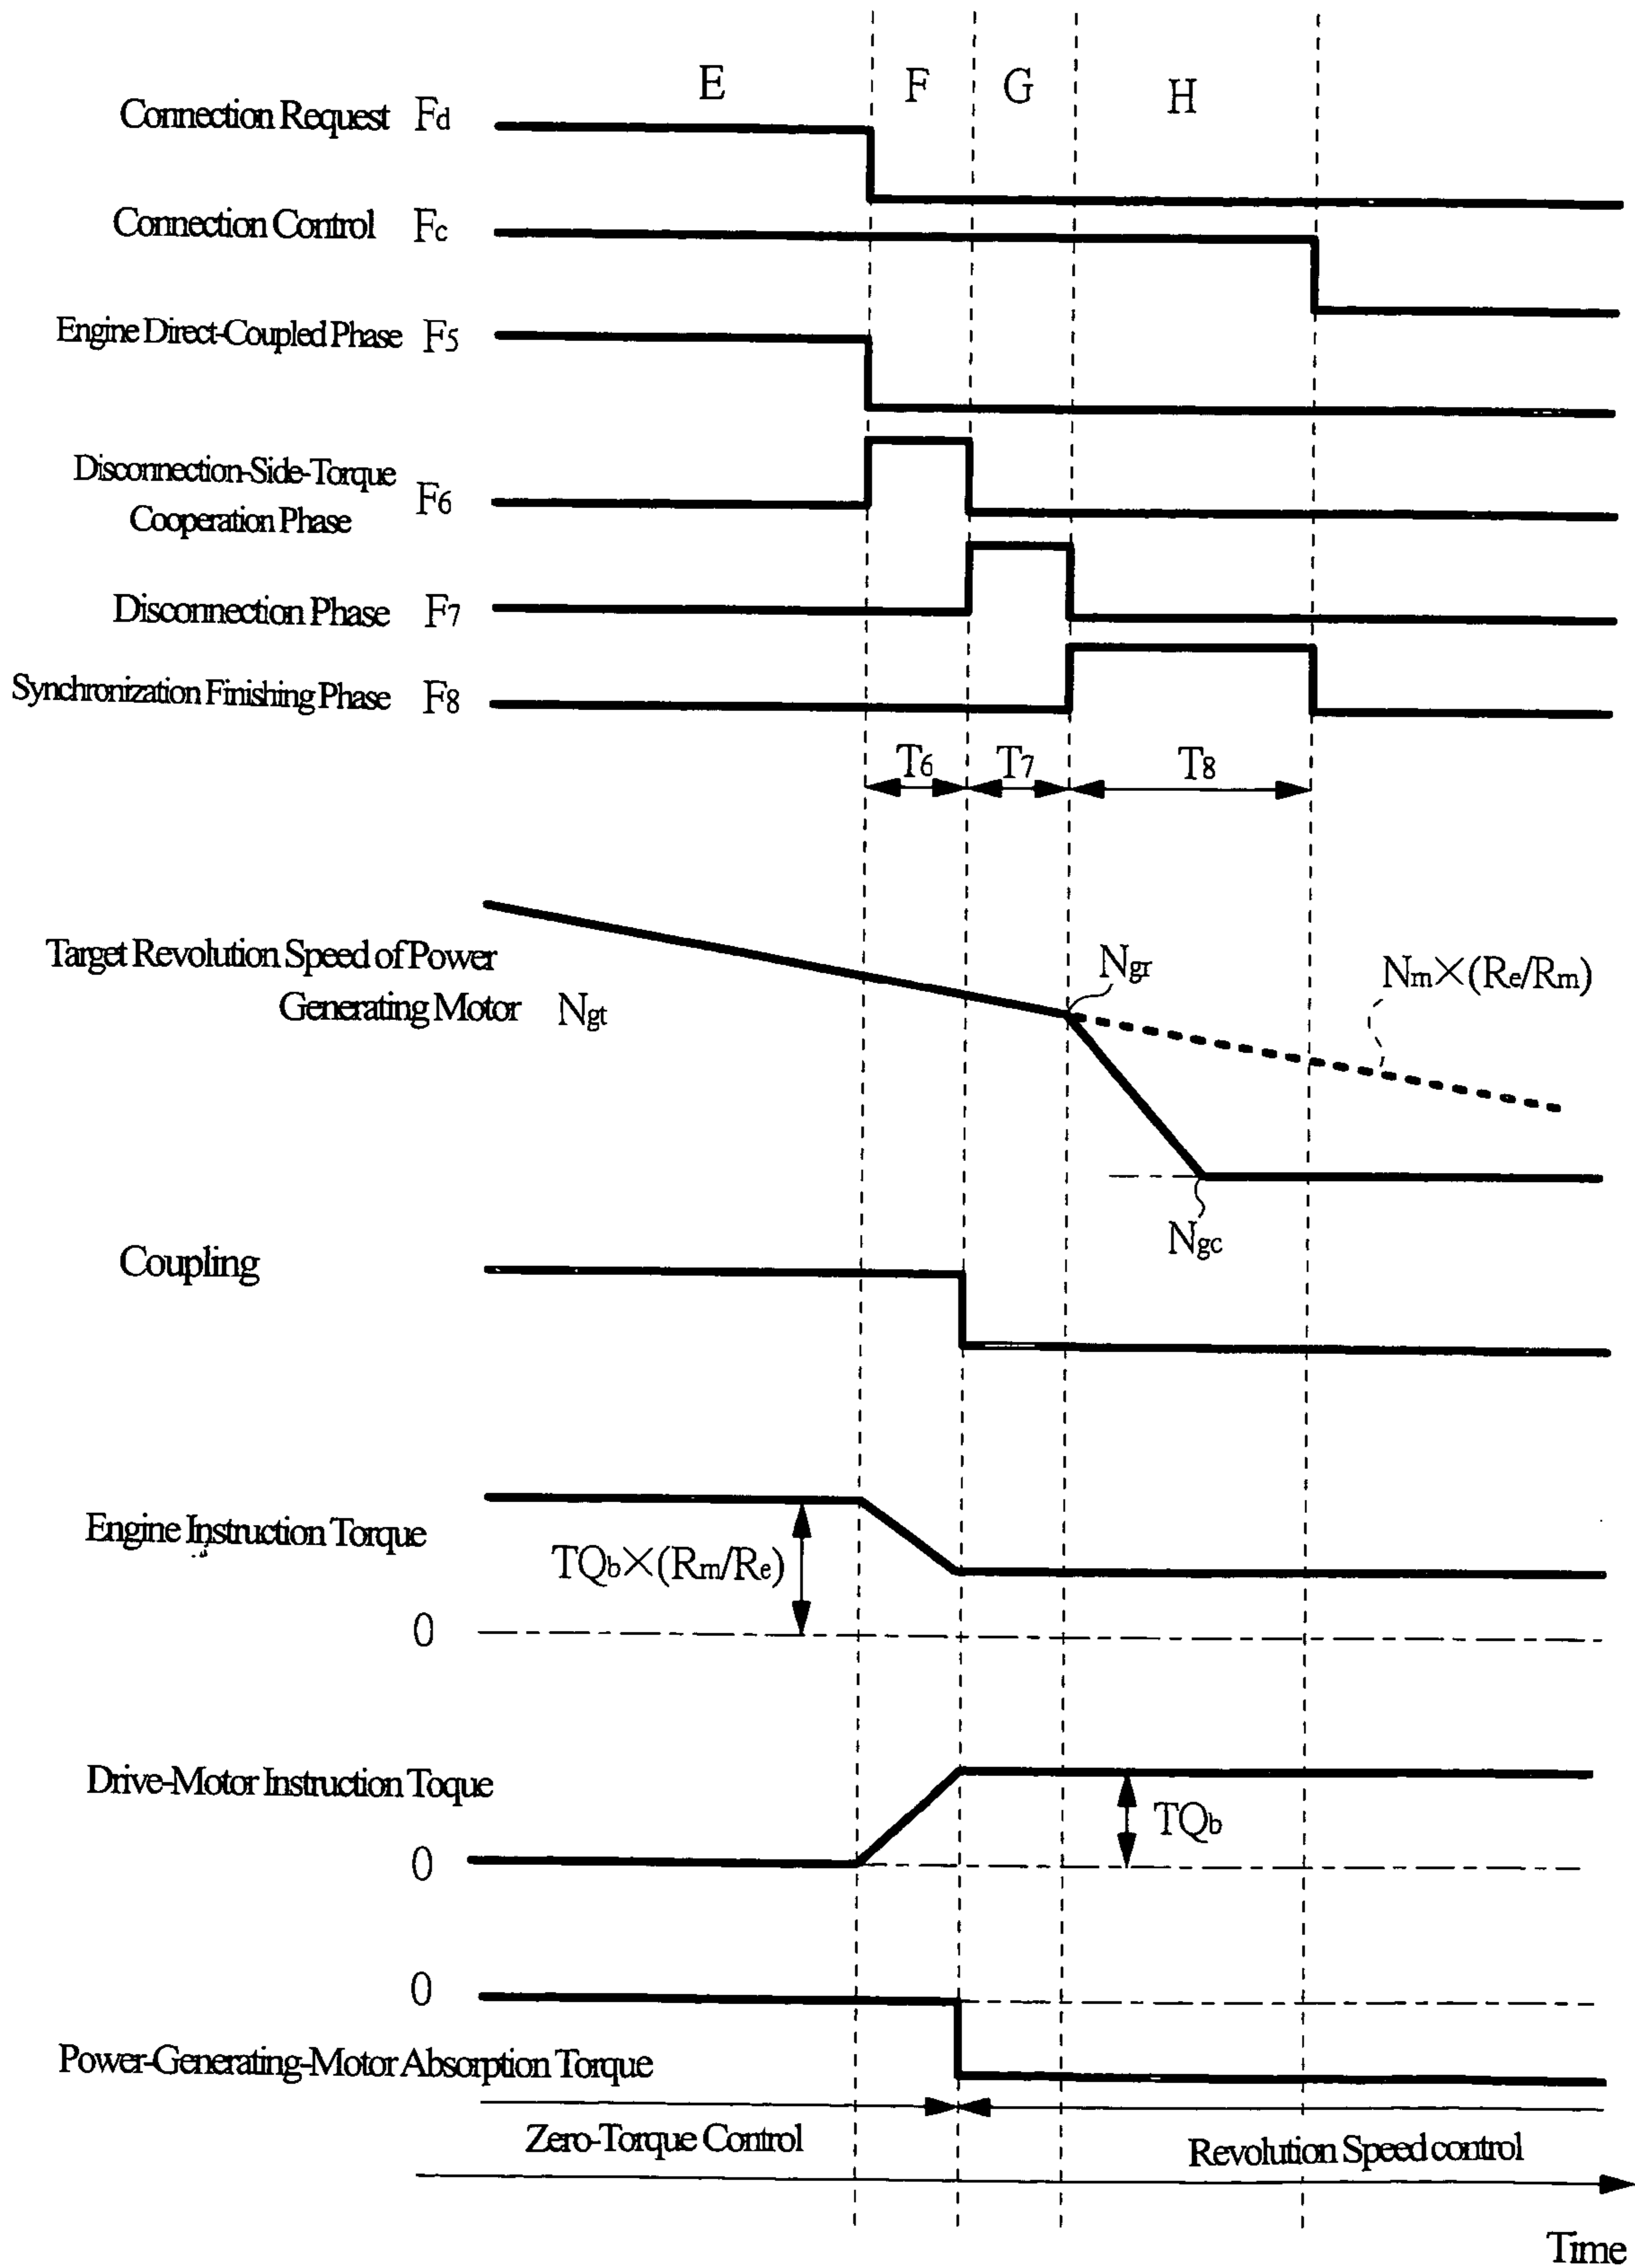 E F G H
Connection Request Fd
Connection Control Fc
Engine Direct-Coupled Phase F5
Disconnection-Side-Torque
Cooperation Phase F6
Disconnection Phase F7
Synchronization Finishing Phase F8
T6 T7 T8
Target Revolution Speed of Power
Generating Motor Ngt
Ngr
Nm×(Re/Rm)
Ngc
Coupling
Engine Instruction Torque
TQb×(Rm/Re)
0
Drive-Motor Instruction Toque
TQb
0
0
Power-Generating-Motor Absorption Torque
Zero-Torque Control
Revolution Speed control
Time